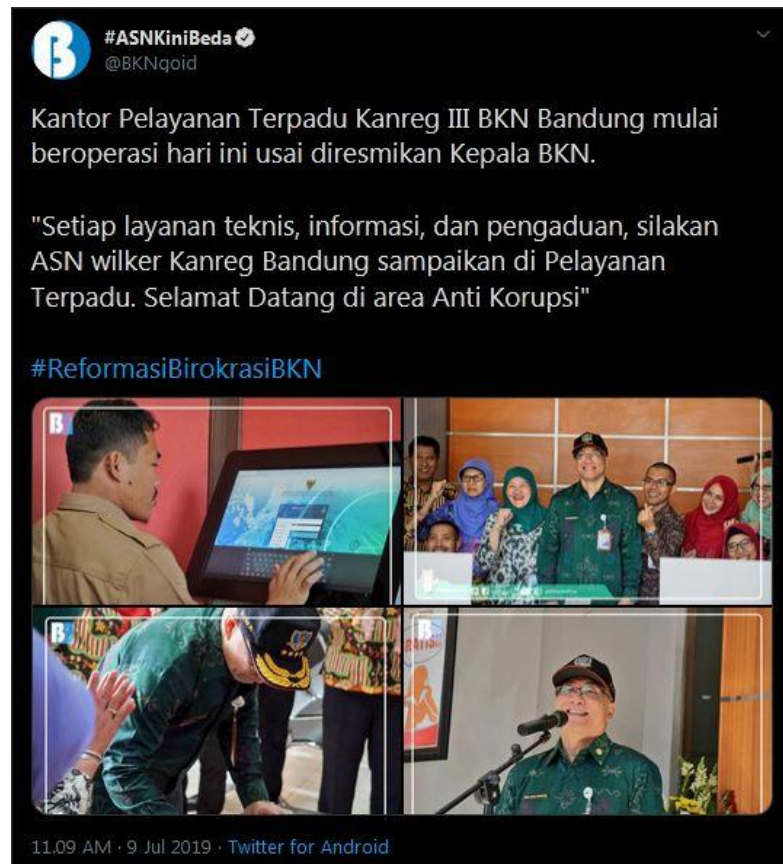 #ASNKiniBeda
@BKNgoid
Kantor Pelayanan Terpadu Kanreg III BKN Bandung mulai
beroperasi hari ini usai diresmikan Kepala BKN.
"Setiap layanan teknis, informasi, dan pengaduan, silakan
ASN wilker Kanreg Bandung sampaikan di Pelayanan
Terpadu. Selamat Datang di area Anti Korupsi"
#ReformasiBirokrasiBKN
11.09 AM · 9 Jul 2019 · Twitter for Android